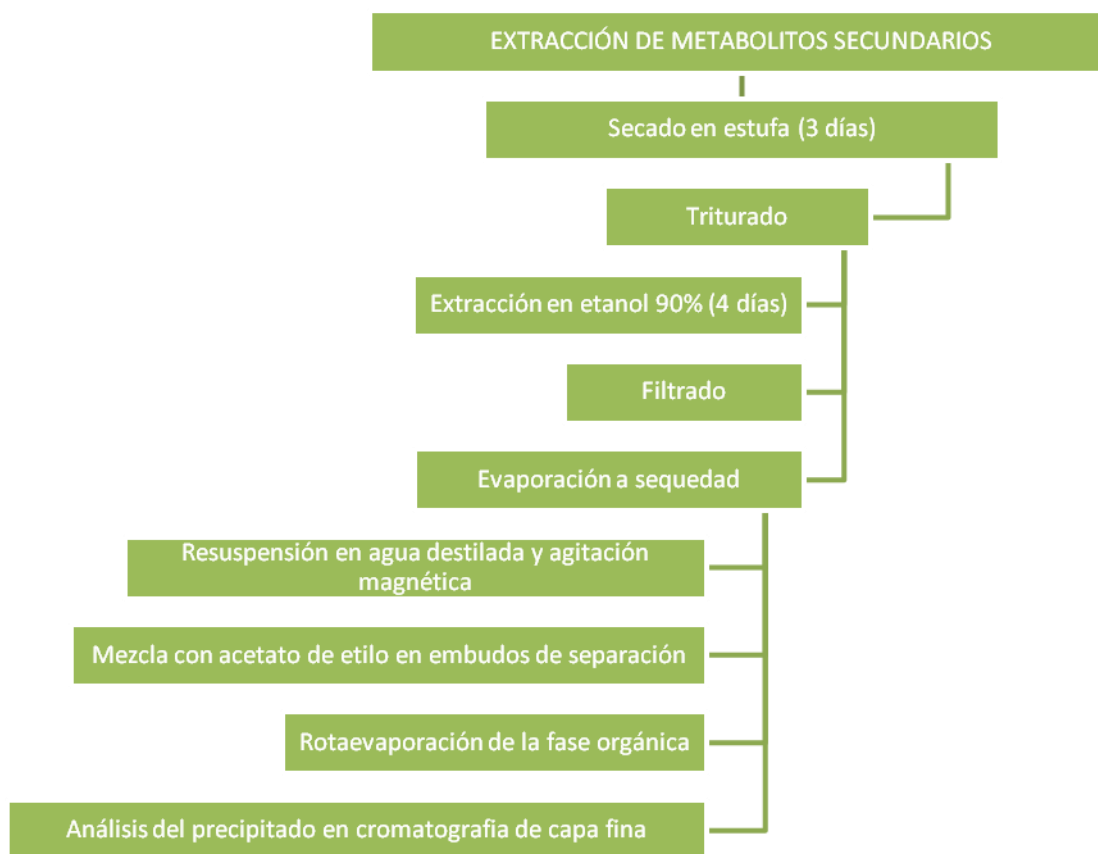 EXTRACCIÓN DE METABOLITOS SECUNDARIOS
Secado en estufa (3 días)
Triturado
Extracción en etanol 90% (4 días)
Filtrado
Evaporación a sequedad
Resuspensión en agua destilada y agitación
magnética
Mezcla con acetato de etilo en embudos de separación
Rotaevaporación de la fase orgánica
Análisis del precipitado en cromatografia de capa fina